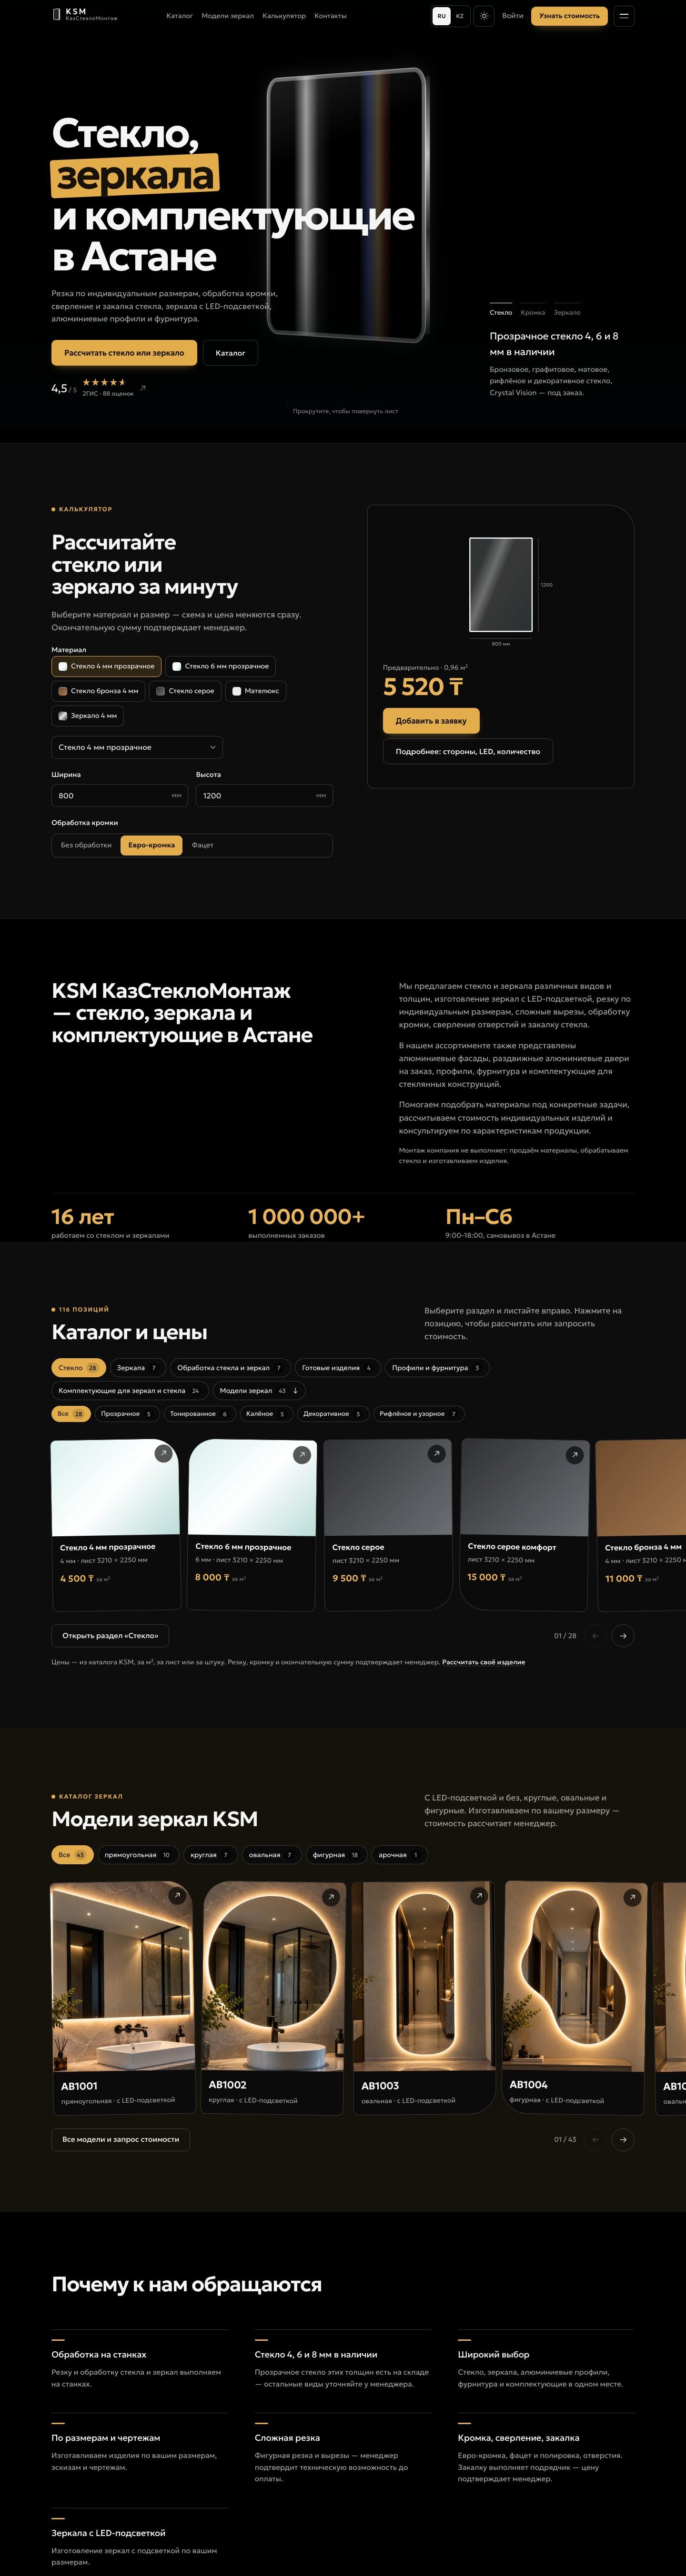 KSM
КазСтеклоМонтаж
Каталог
Модели зеркал
Калькулятор
Контакты
RU
KZ
Войти
Узнать стоимость
Стекло,
зеркала
и комплектующие
в Астане
Резка по индивидуальным размерам, обработка кромки,
сверление и закалка стекла, зеркала с LED-подсветкой,
алюминиевые профили и фурнитура.
Рассчитать стекло или зеркало
Каталог
4,5 / 5
2ГИС · 88 оценок
Прокрутите, чтобы повернуть лист
Стекло
Кромка
Зеркало
Прозрачное стекло 4, 6 и 8
мм в наличии
Бронзовое, графитовое, матовое,
рифлёное и декоративное стекло,
Crystal Vision — под заказ.
КАЛЬКУЛЯТОР
Рассчитайте
стекло или
зеркало за минуту
Выберите материал и размер — схема и цена меняются сразу.
Окончательную сумму подтверждает менеджер.
Материал
Стекло 4 мм прозрачное
Стекло 6 мм прозрачное
Стекло бронза 4 мм
Стекло серое
Мателюкс
Зеркало 4 мм
Стекло 4 мм прозрачное
Ширина
Высота
800
мм
1200
мм
Обработка кромки
Без обработки
Евро-кромка
Фацет
1200
800 мм
Предварительно · 0,96 м²
5 520 ₸
Добавить в заявку
Подробнее: стороны, LED, количество
KSM КазСтеклоМонтаж
— стекло, зеркала и
комплектующие в Астане
Мы предлагаем стекло и зеркала различных видов и
толщин, изготовление зеркал с LED-подсветкой, резку по
индивидуальным размерам, сложные вырезы, обработку
кромки, сверление отверстий и закалку стекла.
В нашем ассортименте также представлены
алюминиевые фасады, раздвижные алюминиевые двери
на заказ, профили, фурнитура и комплектующие для
стеклянных конструкций.
Помогаем подобрать материалы под конкретные задачи,
рассчитываем стоимость индивидуальных изделий и
консультируем по характеристикам продукции.
Монтаж компания не выполняет: продаём материалы, обрабатываем
стекло и изготавливаем изделия.
16 лет
работаем со стеклом и зеркалами
1 000 000+
выполненных заказов
Пн–Сб
9:00–18:00, самовывоз в Астане
116 ПОЗИЦИЙ
Каталог и цены
Выберите раздел и листайте вправо. Нажмите на
позицию, чтобы рассчитать или запросить
стоимость.
Стекло 28
Зеркала 7
Обработка стекла и зеркал 7
Готовые изделия 4
Профили и фурнитура 3
Комплектующие для зеркал и стекла 24
Модели зеркал 43 ↓
Все 28
Прозрачное 5
Тонированное 6
Калёное 5
Декоративное 5
Рифлёное и узорное 7
Стекло 4 мм прозрачное
4 мм · лист 3210 × 2250 мм
4 500 ₸ за м²
Стекло 6 мм прозрачное
6 мм · лист 3210 × 2250 мм
8 000 ₸ за м²
Стекло серое
лист 3210 × 2250 мм
9 500 ₸ за м²
Стекло серое комфорт
лист 3210 × 2250 мм
15 000 ₸ за м²
Стекло бронза 4 мм
4 мм · лист 3210 × 2250 м
11 000 ₸ за м²
Открыть раздел «Стекло»
01 / 28
Цены — из каталога KSM, за м², за лист или за штуку. Резку, кромку и окончательную сумму подтверждает менеджер. Рассчитать своё изделие
КАТАЛОГ ЗЕРКАЛ
Модели зеркал KSM
С LED-подсветкой и без, круглые, овальные и
фигурные. Изготавливаем по вашему размеру —
стоимость рассчитает менеджер.
Все 43
прямоугольная 10
круглая 7
овальная 7
фигурная 18
арочная 1
АВ1001
прямоугольная · с LED-подсветкой
АВ1002
круглая · с LED-подсветкой
АВ1003
овальная · с LED-подсветкой
АВ1004
фигурная · с LED-подсветкой
АВ10
овальн
Все модели и запрос стоимости
01 / 43
Почему к нам обращаются
Обработка на станках
Резку и обработку стекла и зеркал выполняем
на станках.
Стекло 4, 6 и 8 мм в наличии
Прозрачное стекло этих толщин есть на складе
— остальные виды уточняйте у менеджера.
Широкий выбор
Стекло, зеркала, алюминиевые профили,
фурнитура и комплектующие в одном месте.
По размерам и чертежам
Изготавливаем изделия по вашим размерам,
эскизам и чертежам.
Сложная резка
Фигурная резка и вырезы — менеджер
подтвердит техническую возможность до
оплаты.
Кромка, сверление, закалка
Евро-кромка, фацет и полировка, отверстия.
Закалку выполняет подрядчик — цену
подтверждает менеджер.
Зеркала с LED-подсветкой
Изготовление зеркал с подсветкой по вашим
размерам.